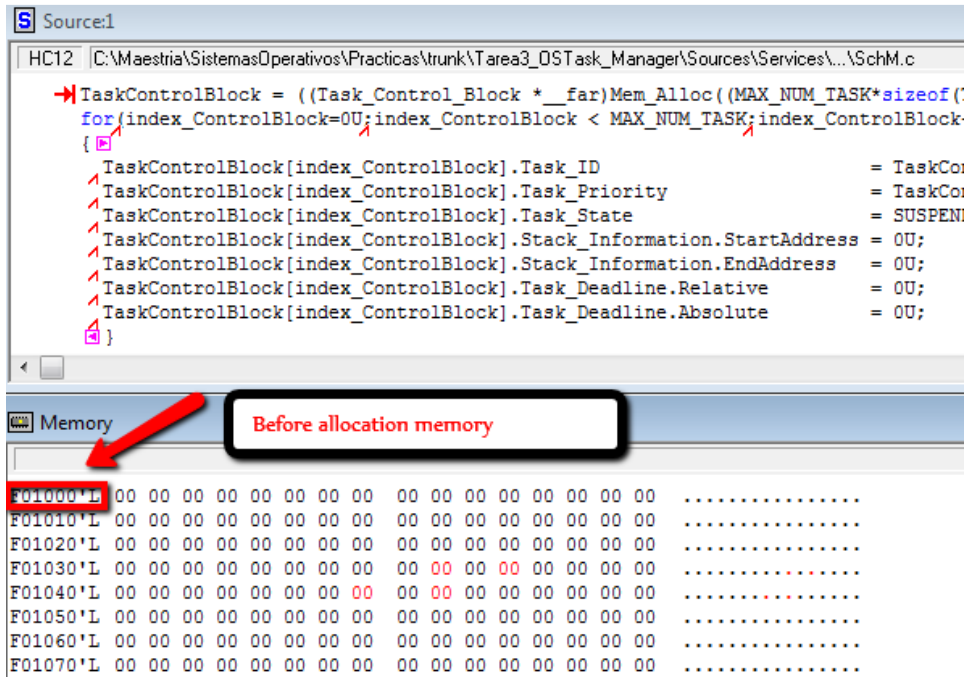 Source:1
HC12 C:\Maestria\SistemasOperativos\Practicas\trunk\Tarea3_OSTask_Manager\Sources\Services\...\SchM.c
TaskControlBlock = ((Task_Control_Block *__far)Mem_Alloc((MAX_NUM_TASK*sizeof(
for(index_ControlBlock=0U;index_ControlBlock < MAX_NUM_TASK;index_ControlBlock
{
TaskControlBlock[index_ControlBlock].Task_ID = TaskCo
TaskControlBlock[index_ControlBlock].Task_Priority = TaskCo
TaskControlBlock[index_ControlBlock].Task_State = SUSPEN
TaskControlBlock[index_ControlBlock].Stack_Information.StartAddress = 0U;
TaskControlBlock[index_ControlBlock].Stack_Information.EndAddress = 0U;
TaskControlBlock[index_ControlBlock].Task_Deadline.Relative = 0U;
TaskControlBlock[index_ControlBlock].Task_Deadline.Absolute = 0U;
}
Memory
Before allocation memory
F01000'L 00 00 00 00 00 00 00 00 00 00 00 00 00 00 00 00 ................
F01010'L 00 00 00 00 00 00 00 00 00 00 00 00 00 00 00 00 ................
F01020'L 00 00 00 00 00 00 00 00 00 00 00 00 00 00 00 00 ................
F01030'L 00 00 00 00 00 00 00 00 00 00 00 00 00 00 00 00 ................
F01040'L 00 00 00 00 00 00 00 00 00 00 00 00 00 00 00 00 ................
F01050'L 00 00 00 00 00 00 00 00 00 00 00 00 00 00 00 00 ................
F01060'L 00 00 00 00 00 00 00 00 00 00 00 00 00 00 00 00 ................
F01070'L 00 00 00 00 00 00 00 00 00 00 00 00 00 00 00 00 ................